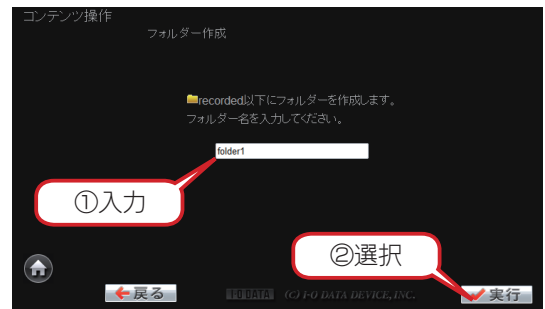 コンテンツ操作
フォルダー作成
recorded以下にフォルダーを作成します。
フォルダー名を入力してください。
folder1
①入力
②選択
戻る
I-O DATA (C) I-O DATA DEVICE, INC.
実行